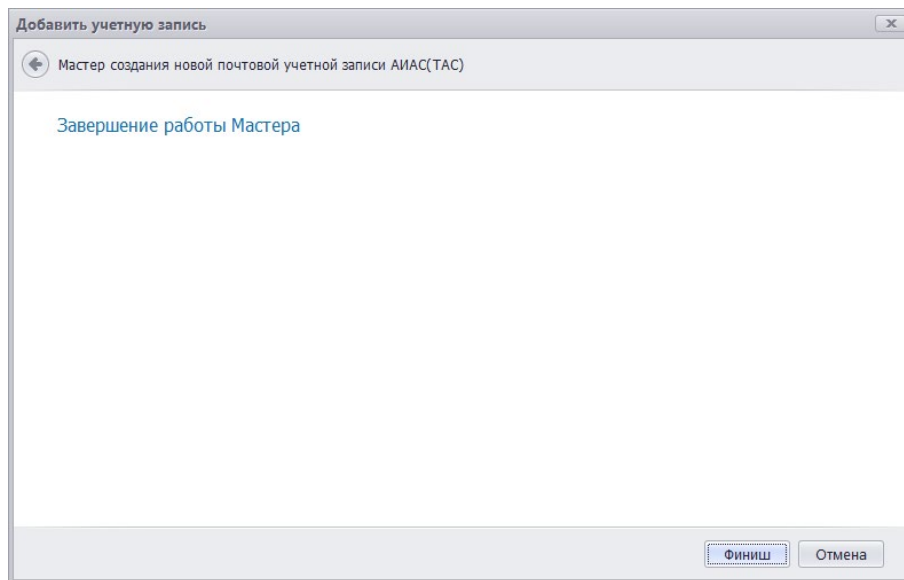 Добавить учетную запись
Мастер создания новой почтовой учетной записи АИАС(ТАС)
Завершение работы Мастера
Финиш
Отмена